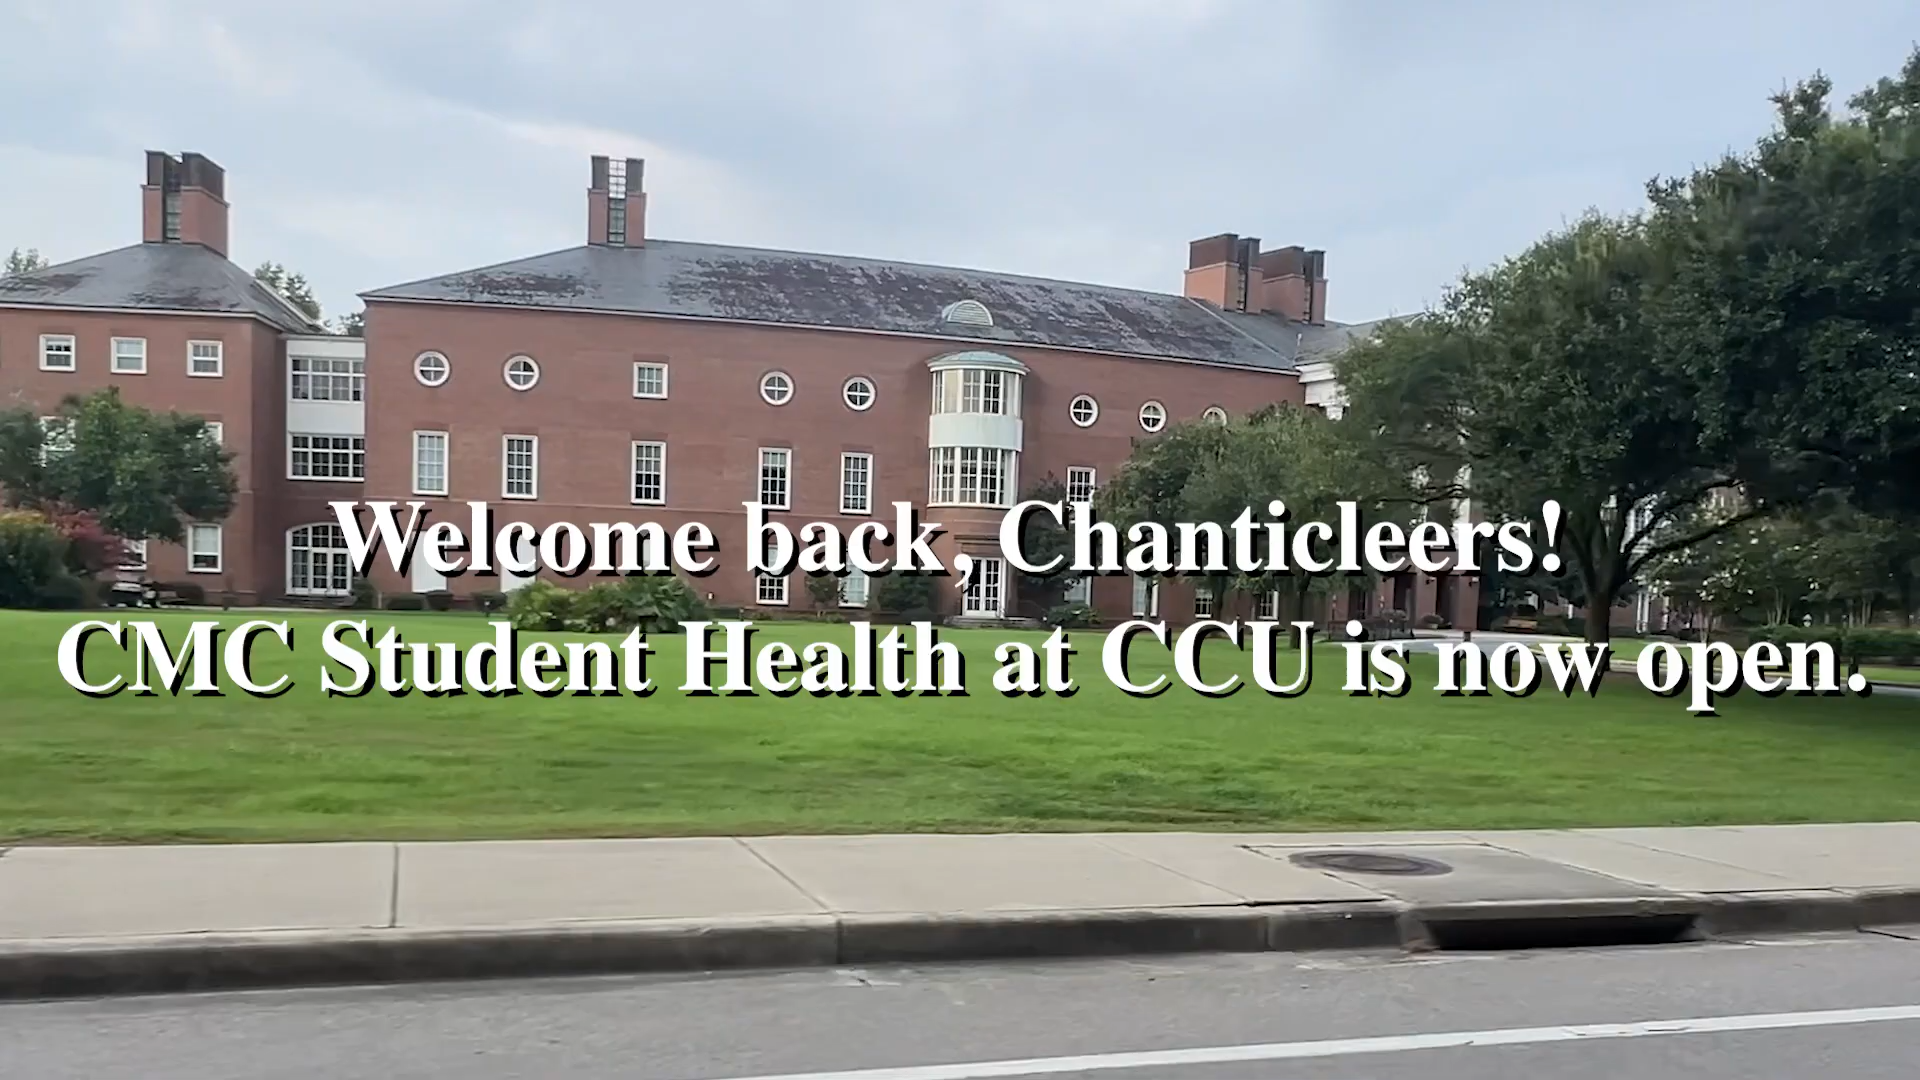 Welcome back, Chanticleers!
CMC Student Health at CCU is now open.